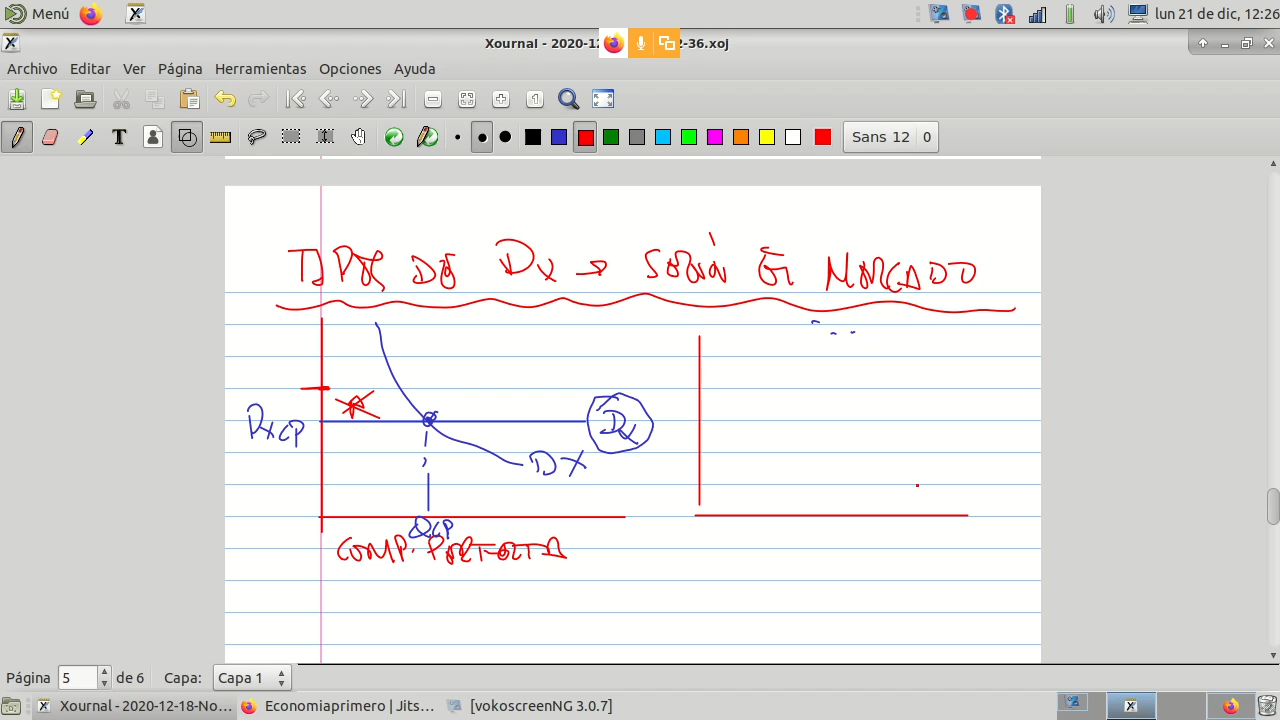 Menú lun 21 de dic, 12:26
Xournal - 2020-12 2-36.xoj
Archivo Editar Ver Página Herramientas Opciones Ayuda
Sans 12 0
TIPOS DE Dx → SEGÚN EL MERCADO
PxCP
Dx
DX
QCP
COMP. PERFECTA
Página 5 de 6 Capa: Capa 1
Xournal - 2020-12-18-No... Economiaprimero | Jits... [vokoscreenNG 3.0.7]